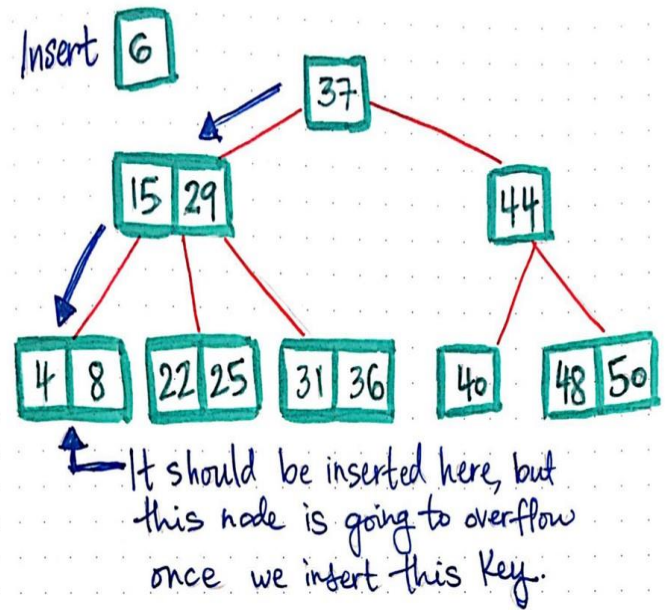 Insert 6
37
15 29
44
4 8 22 25 31 36 40 48 50
It should be inserted here, but
this node is going to overflow
once we insert this Key.